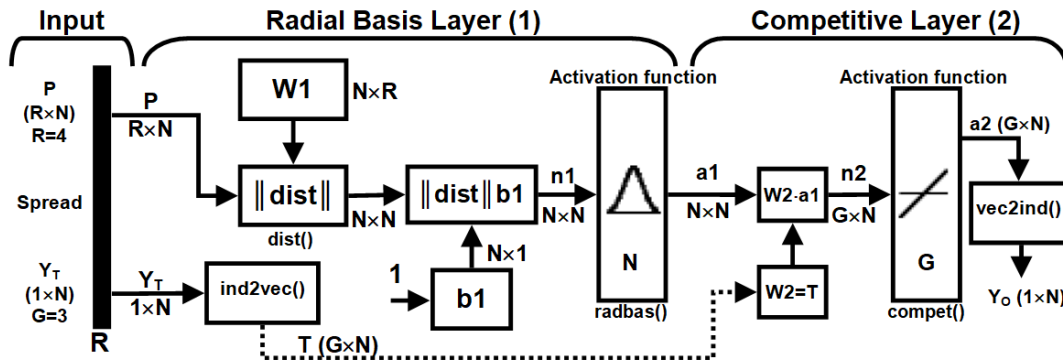 Input
Radial Basis Layer (1)
Competitive Layer (2)
P
(R×N)
R=4
Spread
Y_T
(1×N)
G=3
R
P
R×N
W1
N×R
‖dist‖
dist()
N×N
‖dist‖b1
N×1
1
b1
n1
N×N
Activation function
N
radbas()
a1
N×N
W2·a1
W2=T
n2
G×N
Activation function
G
compet()
a2 (G×N)
vec2ind()
Y_O (1×N)
Y_T
1×N
ind2vec()
T (G×N)